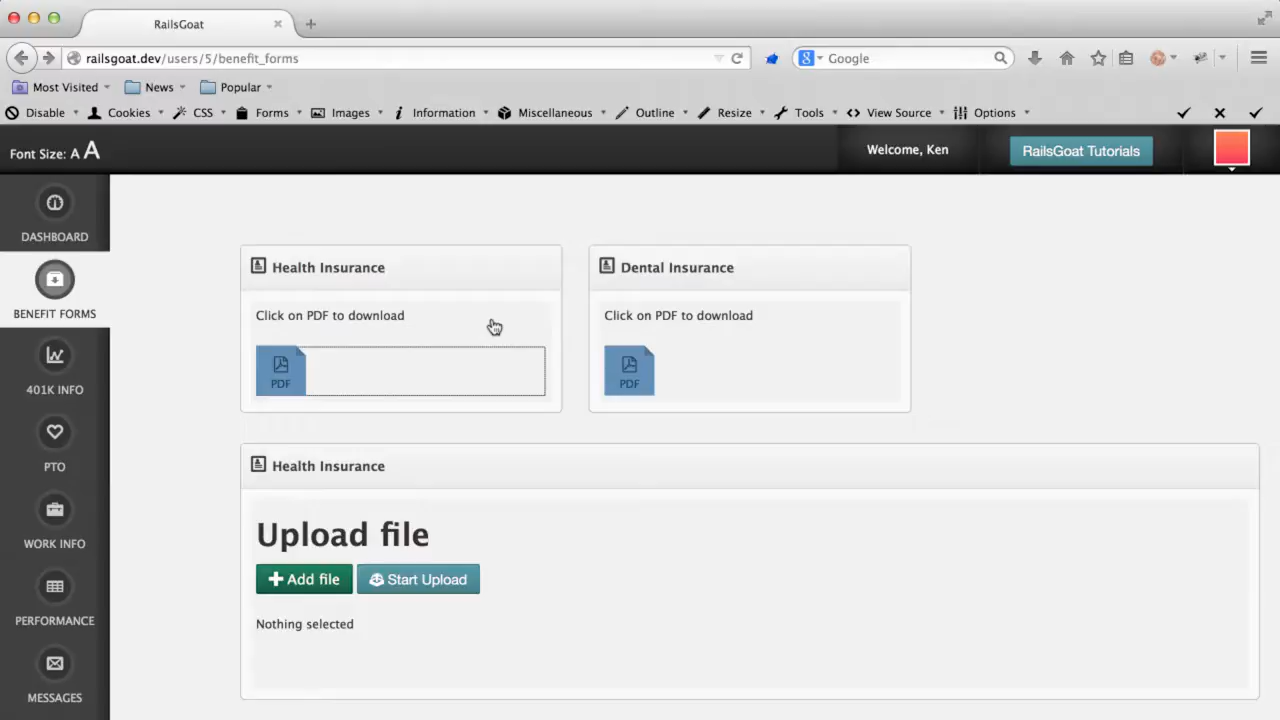 RailsGoat
railsgoat.dev/users/5/benefit_forms
8
Google
Most Visited News Popular
Disable Cookies CSS Forms Images Information Miscellaneous Outline Resize Tools View Source Options
Font Size: A A
Welcome, Ken
RailsGoat Tutorials
DASHBOARD
BENEFIT FORMS
401K INFO
PTO
WORK INFO
PERFORMANCE
MESSAGES
Health Insurance
Click on PDF to download
PDF
Dental Insurance
Click on PDF to download
PDF
Health Insurance
Upload file
Add file Start Upload
Nothing selected